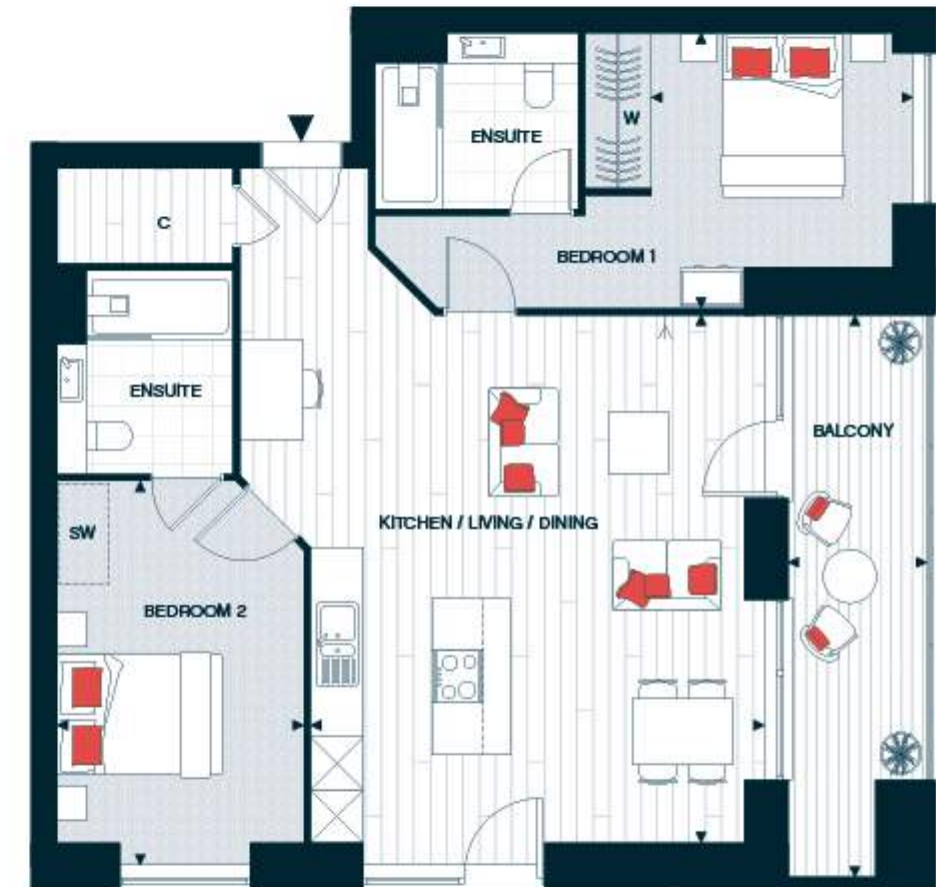 ENSUITE
W
C
BEDROOM 1
ENSUITE
BALCONY
KITCHEN / LIVING / DINING
SW
BEDROOM 2